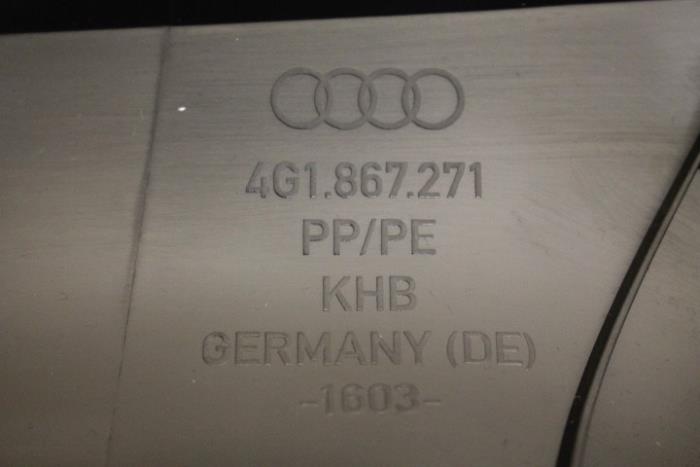 4G1.867.271
PP/PE
KHB
GERMANY (DE)
-1603-